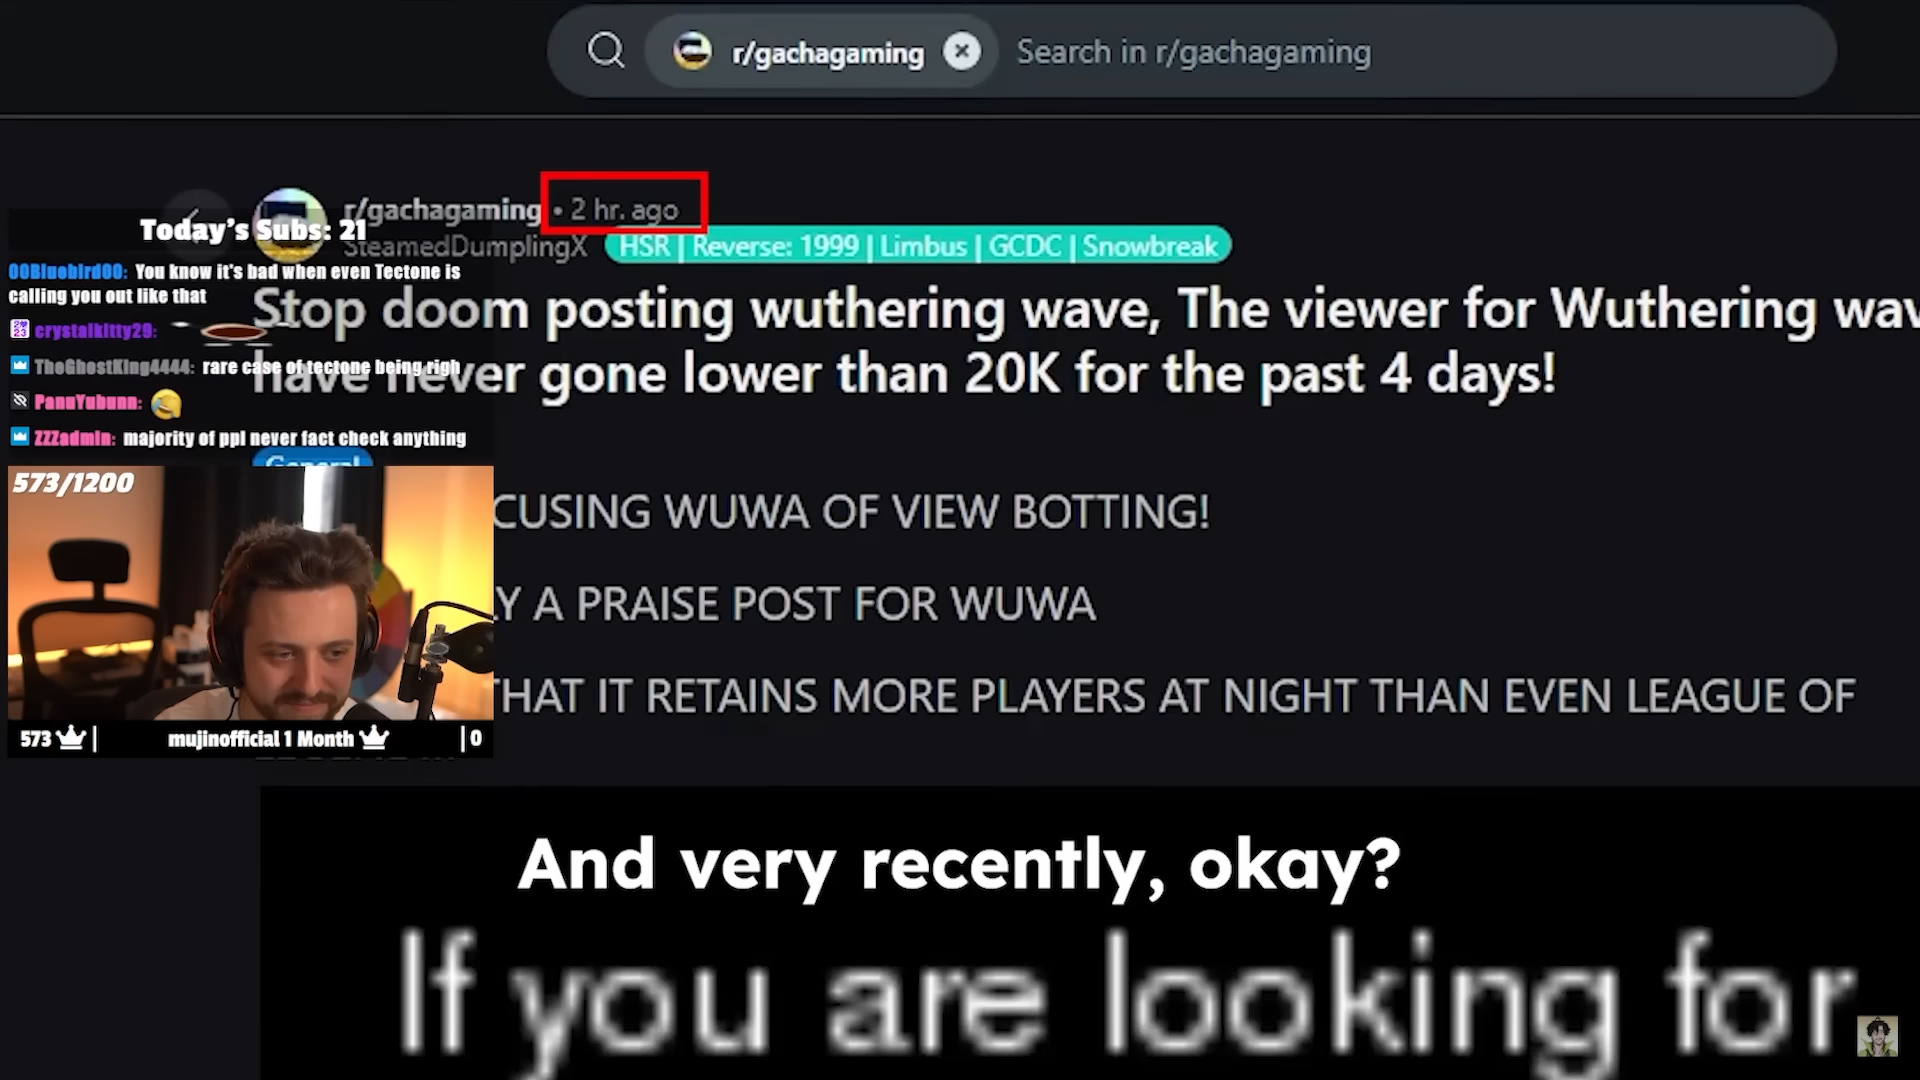 r/gachagaming
Search in r/gachagaming
r/gachagaming • 2 hr. ago
SteamedDumplingX
HSR | Reverse: 1999 | Limbus | GCDC | Snowbreak
Stop doom posting wuthering wave, The viewer for Wuthering wav
have never gone lower than 20K for the past 4 days!
General
CUSING WUWA OF VIEW BOTTING!
Y A PRAISE POST FOR WUWA
THAT IT RETAINS MORE PLAYERS AT NIGHT THAN EVEN LEAGUE OF
Today's Subs: 21
00Bluebird00: You know it's bad when even Tectone is
calling you out like that
crystalkitty29:
TheGhostKing4444: rare case of tectone being righ
PanuYubunn:
ZZZadmin: majority of ppl never fact check anything
573/1200
573 | mujinofficial 1 Month | 0
And very recently, okay?
If you are looking for